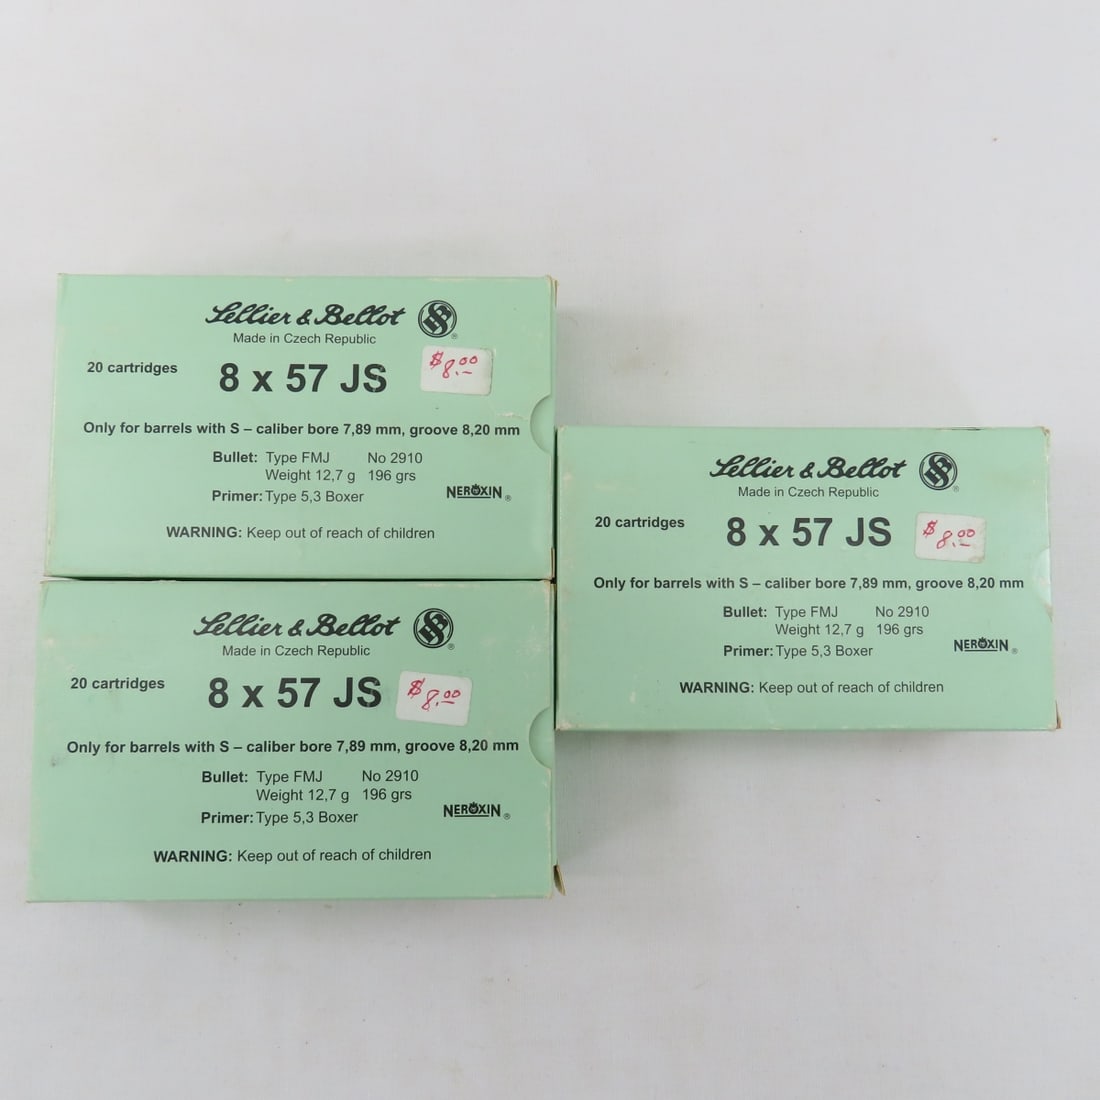 Lellier & Bellot
Made in Czech Republic
20 cartridges
8 x 57 JS
$8.00
Only for barrels with S – caliber bore 7,89 mm, groove 8,20 mm
Bullet: Type FMJ No 2910
Weight 12,7 g 196 grs
Primer: Type 5,3 Boxer
NEROXIN ®
WARNING: Keep out of reach of children
Sellier & Bellot
Made in Czech Republic
20 cartridges
8 x 57 JS
$8.00
Only for barrels with S – caliber bore 7,89 mm, groove 8,20 mm
Bullet: Type FMJ No 2910
Weight 12,7 g 196 grs
Primer: Type 5,3 Boxer
NEROXIN ®
WARNING: Keep out of reach of children
Sellier & Bellot
Made in Czech Republic
20 cartridges
8 x 57 JS
$8.00
Only for barrels with S – caliber bore 7,89 mm, groove 8,20 mm
Bullet: Type FMJ No 2910
Weight 12,7 g 196 grs
Primer: Type 5,3 Boxer
NEROXIN ®
WARNING: Keep out of reach of children